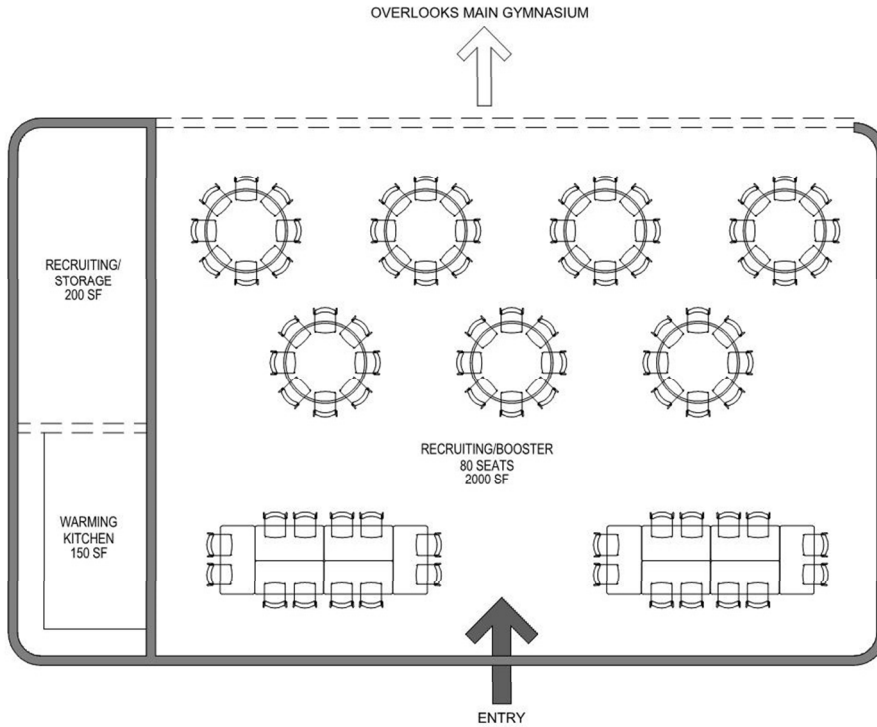 OVERLOOKS MAIN GYMNASIUM
RECRUITING/
STORAGE
200 SF
RECRUITING/BOOSTER
80 SEATS
2000 SF
WARMING
KITCHEN
150 SF
ENTRY